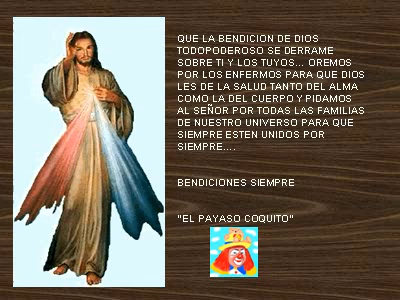 QUE LA BENDICION DE DIOS
TODOPODEROSO SE DERRAME
SOBRE TI Y LOS TUYOS... OREMOS
POR LOS ENFERMOS PARA QUE DIOS
LES DE LA SALUD TANTO DEL ALMA
COMO LA DEL CUERPO Y PIDAMOS
AL SEÑOR POR TODAS LAS FAMILIAS
DE NUESTRO UNIVERSO PARA QUE
SIEMPRE ESTEN UNIDOS POR
SIEMPRE....
BENDICIONES SIEMPRE
"EL PAYASO COQUITO"